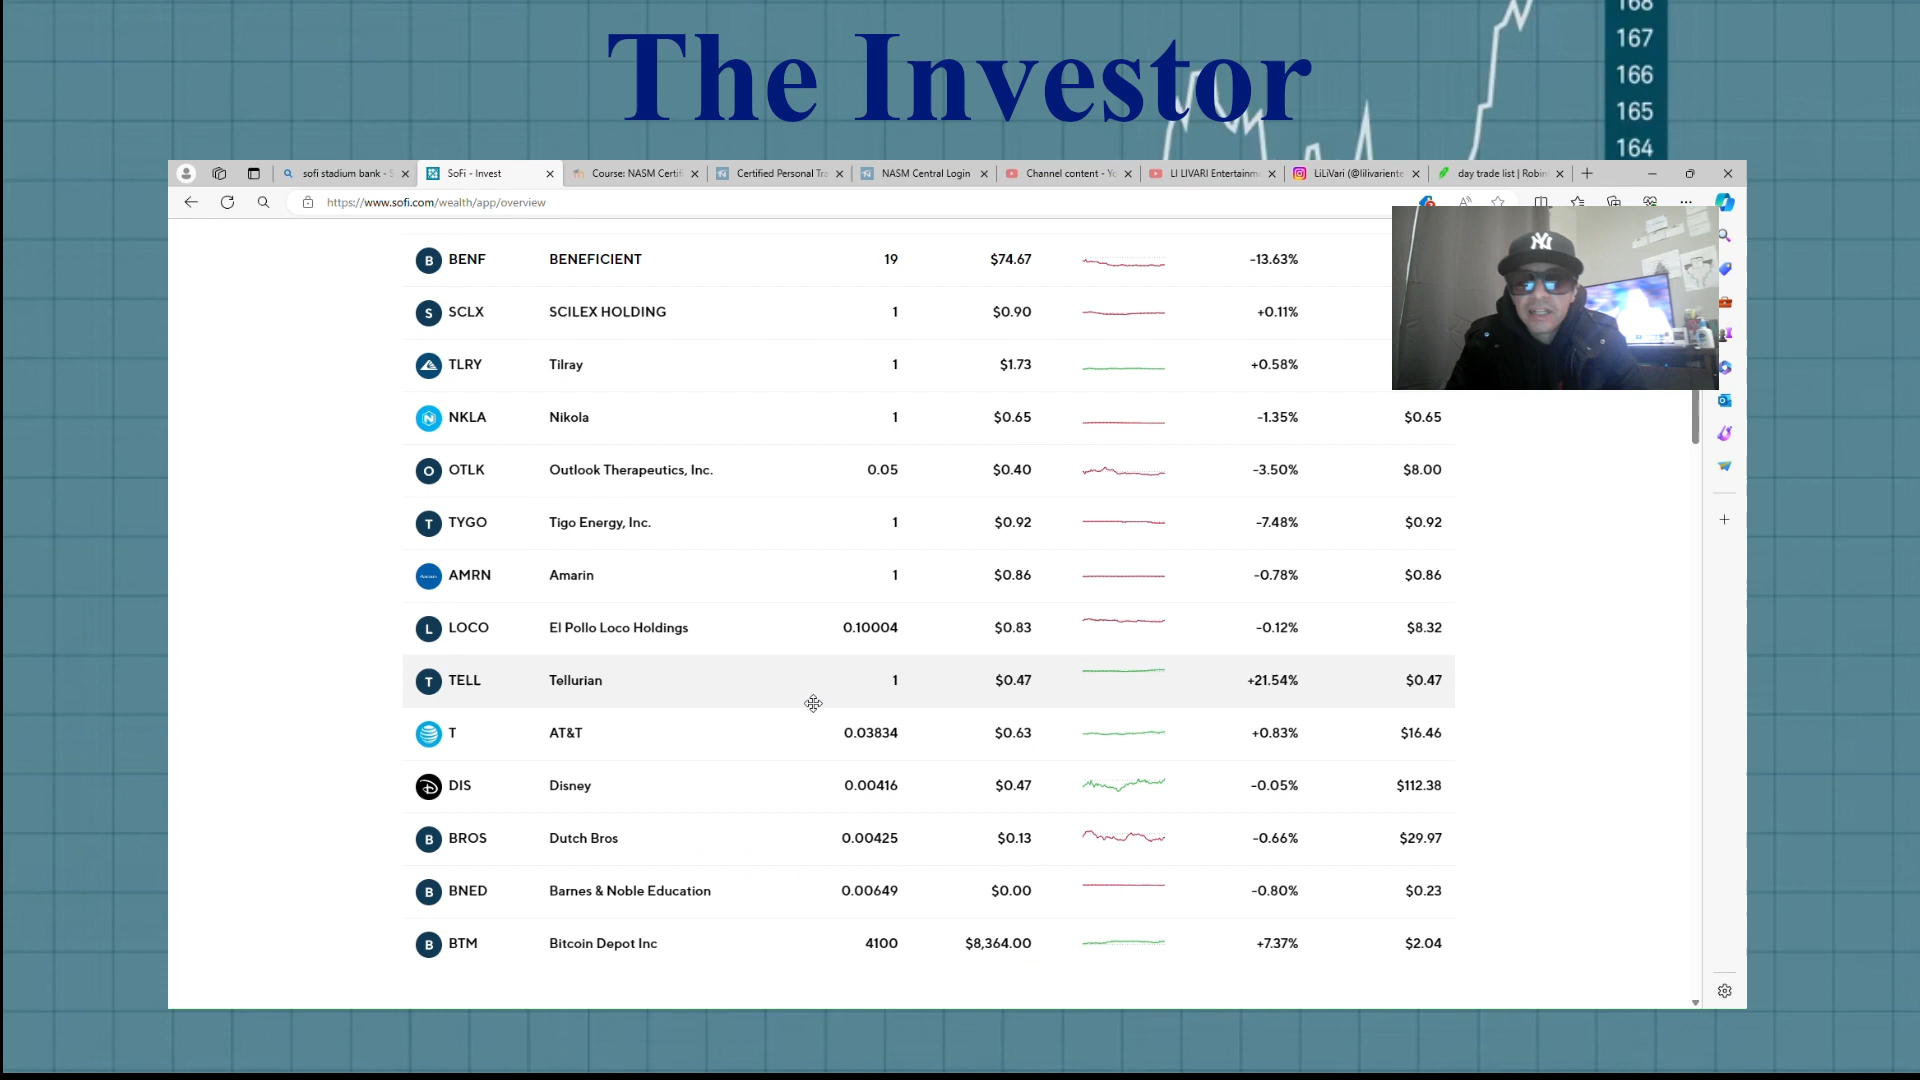 The Investor
168
167
166
165
164
sofi stadium bank - S
SoFi - Invest
Course: NASM Certifi
Certified Personal Tra
NASM Central Login
Channel content - Yo
LI LIVARI Entertainm
LiLiVari (@lilivariente
day trade list | Robin
https://www.sofi.com/wealth/app/overview
B BENF BENEFICIENT 19 $74.67 -13.63%
S SCLX SCILEX HOLDING 1 $0.90 +0.11%
TLRY Tilray 1 $1.73 +0.58%
N NKLA Nikola 1 $0.65 -1.35% $0.65
O OTLK Outlook Therapeutics, Inc. 0.05 $0.40 -3.50% $8.00
T TYGO Tigo Energy, Inc. 1 $0.92 -7.48% $0.92
AMRN Amarin 1 $0.86 -0.78% $0.86
L LOCO El Pollo Loco Holdings 0.10004 $0.83 -0.12% $8.32
T TELL Tellurian 1 $0.47 +21.54% $0.47
T AT&T 0.03834 $0.63 +0.83% $16.46
DIS Disney 0.00416 $0.47 -0.05% $112.38
B BROS Dutch Bros 0.00425 $0.13 -0.66% $29.97
B BNED Barnes & Noble Education 0.00649 $0.00 -0.80% $0.23
B BTM Bitcoin Depot Inc 4100 $8,364.00 +7.37% $2.04